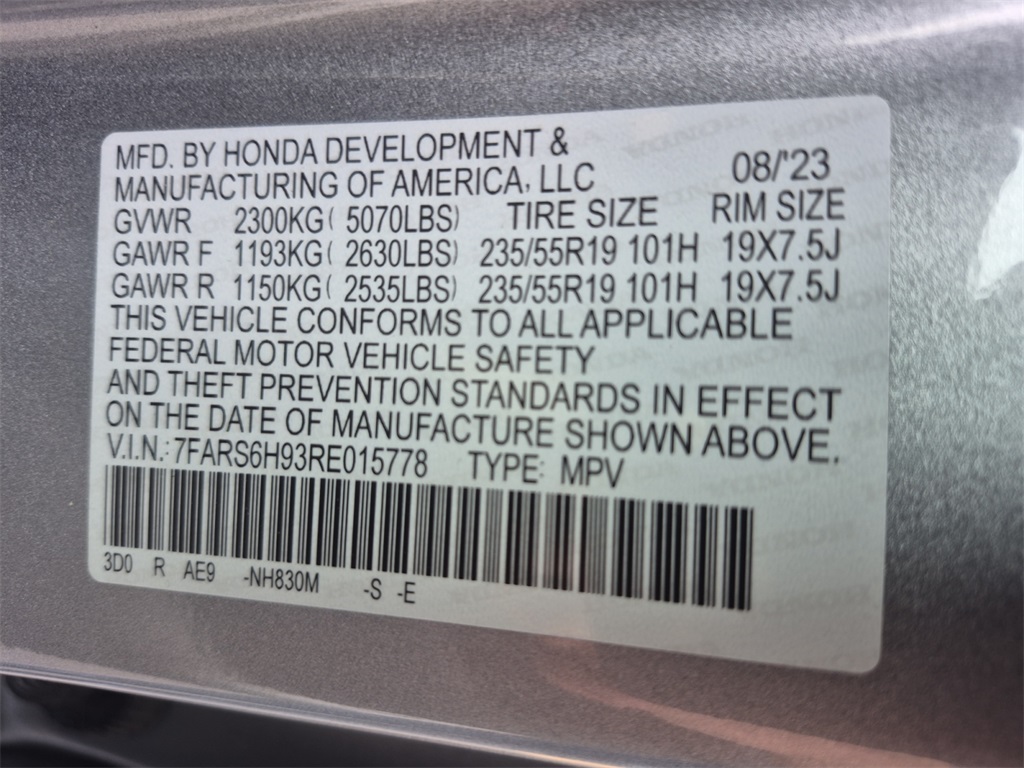 MFD. BY HONDA DEVELOPMENT &
MANUFACTURING OF AMERICA, LLC 08/'23
GVWR 2300KG( 5070LBS) TIRE SIZE RIM SIZE
GAWR F 1193KG( 2630LBS) 235/55R19 101H 19X7.5J
GAWR R 1150KG( 2535LBS) 235/55R19 101H 19X7.5J
THIS VEHICLE CONFORMS TO ALL APPLICABLE
FEDERAL MOTOR VEHICLE SAFETY
AND THEFT PREVENTION STANDARDS IN EFFECT
ON THE DATE OF MANUFACTURE SHOWN ABOVE.
V.I.N.:7FARS6H93RE015778 TYPE: MPV
3D0 R AE9 -NH830M -S -E